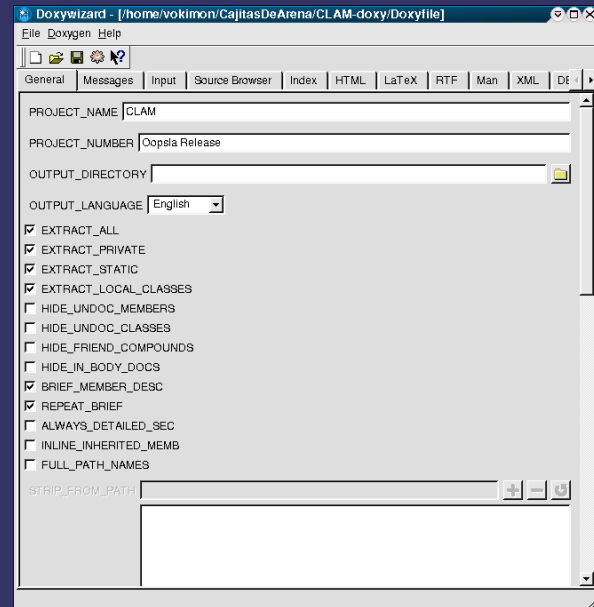 Doxywizard - [/home/vokimon/CajitasDeArena/CLAM-doxy/Doxyfile]
File Doxygen Help
General Messages Input Source Browser Index HTML LaTeX RTF Man XML DE
PROJECT_NAME CLAM
PROJECT_NUMBER Oopsla Release
OUTPUT_DIRECTORY
OUTPUT_LANGUAGE English
EXTRACT_ALL
EXTRACT_PRIVATE
EXTRACT_STATIC
EXTRACT_LOCAL_CLASSES
HIDE_UNDOC_MEMBERS
HIDE_UNDOC_CLASSES
HIDE_FRIEND_COMPOUNDS
HIDE_IN_BODY_DOCS
BRIEF_MEMBER_DESC
REPEAT_BRIEF
ALWAYS_DETAILED_SEC
INLINE_INHERITED_MEMB
FULL_PATH_NAMES
STRIP_FROM_PATH